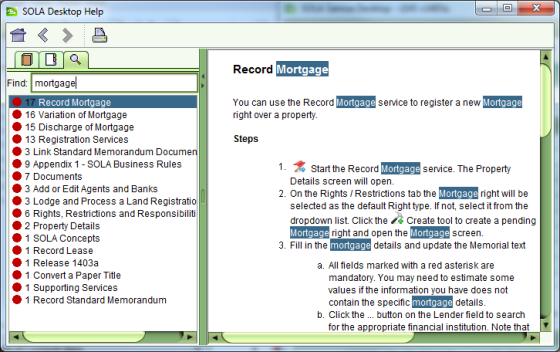 SOLA Desktop Help
Find: mortgage
17 Record Mortgage
16 Variation of Mortgage
15 Discharge of Mortgage
13 Registration Services
3 Link Standard Memorandum Documen
9 Appendix 1 - SOLA Business Rules
7 Documents
3 Add or Edit Agents and Banks
3 Lodge and Process a Land Registratio
6 Rights, Restrictions and Responsibiliti
2 Property Details
1 SOLA Concepts
1 Record Lease
1 Release 1403a
1 Convert a Paper Title
1 Supporting Services
1 Record Standard Memorandum
Record Mortgage
You can use the Record Mortgage service to register a new Mortgage
right over a property.
Steps
1. Start the Record Mortgage service. The Property
Details screen will open.
2. On the Rights / Restrictions tab the Mortgage right will be
selected as the default Right type. If not, select it from the
dropdown list. Click the Create tool to create a pending
Mortgage right and open the Mortgage screen.
3. Fill in the mortgage details and update the Memorial text
a. All fields marked with a red asterisk are
mandatory. You may need to estimate some
values if the information you have does not
contain the specific mortgage details.
b. Click the ... button on the Lender field to search
for the appropriate financial institution. Note that